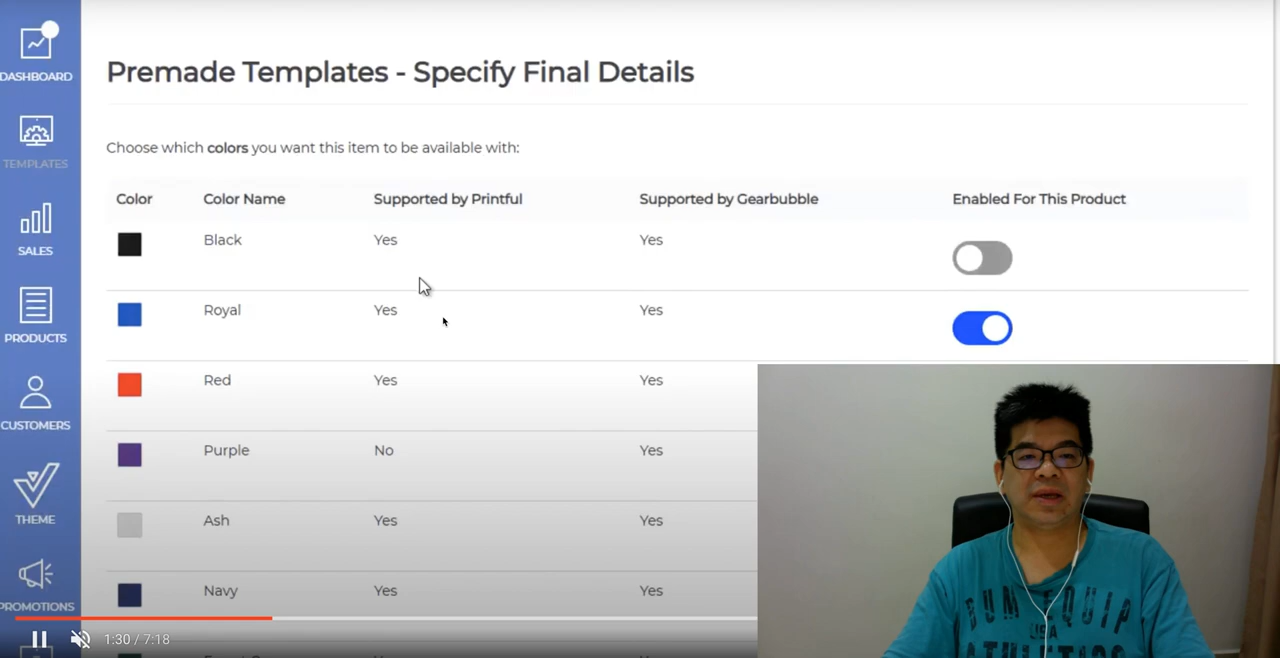 DASHBOARD
TEMPLATES
SALES
PRODUCTS
CUSTOMERS
THEME
PROMOTIONS
Premade Templates - Specify Final Details
Choose which colors you want this item to be available with:
Color Color Name Supported by Printful Supported by Gearbubble Enabled For This Product
Black Yes Yes
Royal Yes Yes
Red Yes Yes
Purple No Yes
Ash Yes Yes
Navy Yes Yes
1:30 / 7:18
EQUIP
USA